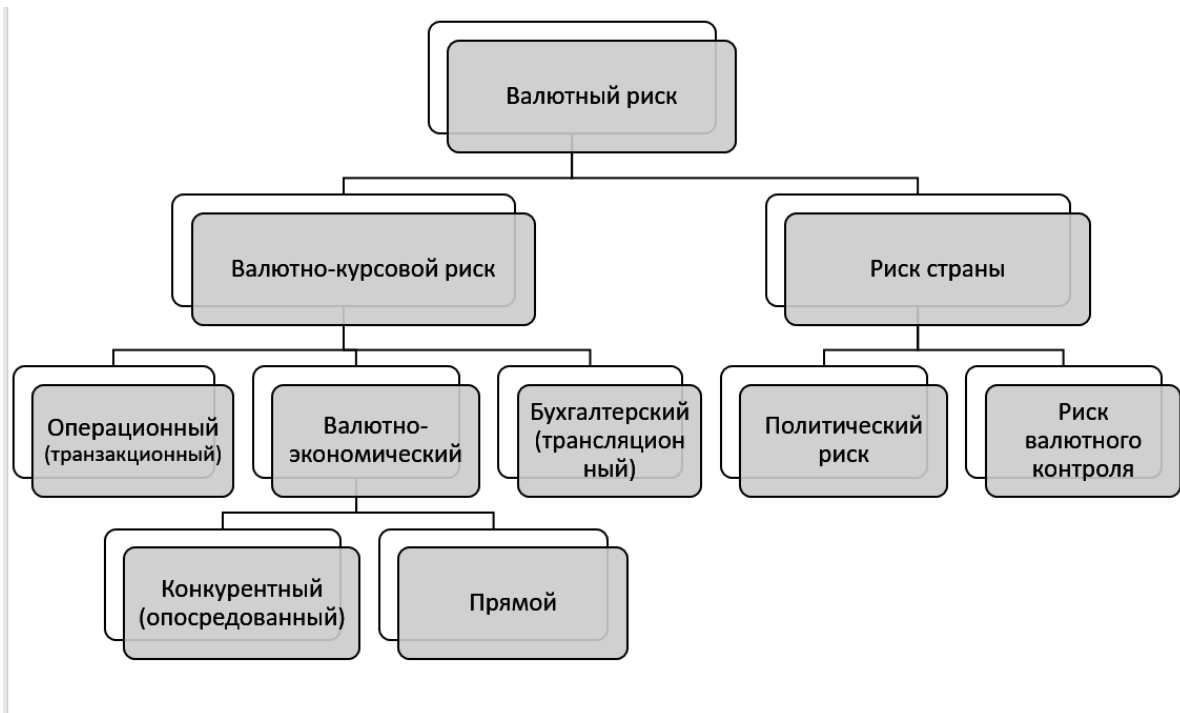 Валютный риск
Валютно-курсовой риск
Риск страны
Операционный
(транзакционный)
Валютно-
экономический
Бухгалтерский
(трансляцион
ный)
Политический
риск
Риск
валютного
контроля
Конкурентный
(опосредованный)
Прямой